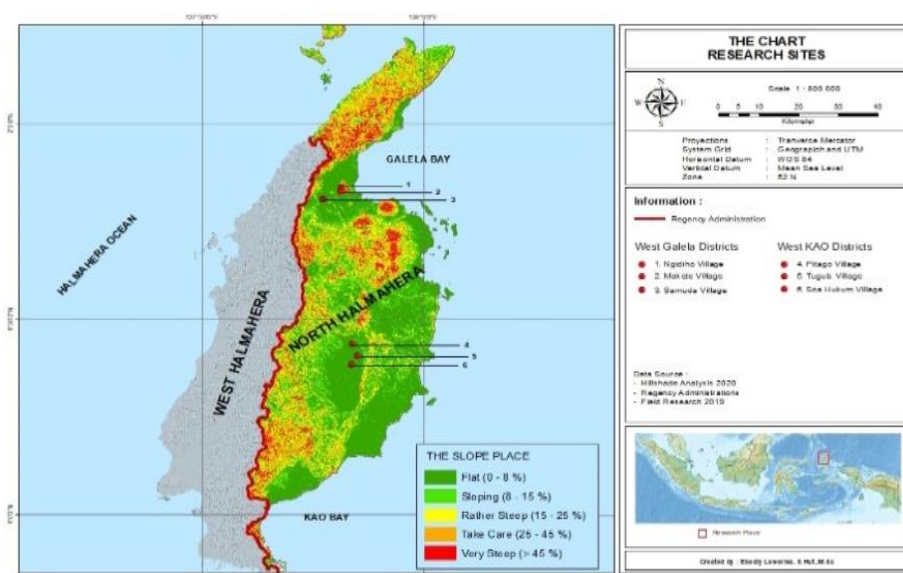 THE CHART
RESEARCH SITES
N
W
S
Scale 1 : 800 000
0 5 10 20 30 40
Kilometer
Projections : Tranverse Mercator
System Grid : Geograpich and UTM
Horizontal Datum : WGS 84
Vertical Datum : Mean Sea Level
Zone : 52 N
Information :
Regency Administration
West Galela Districts
1. Ngidiho Village
2. Makete Village
3. Samuda Village
West KAO Districts
4. Pitago Village
5. Tuguis Village
6. Soa Hukum Village
Data Source :
- Hillshade Analysis 2020
- Regency Administrations
- Field Research 2019
Research Place
Created by :
GALELA BAY
1
2
3
HALMAHERA OCEAN
WEST HALMAHERA
NORTH HALMAHERA
4
5
6
KAO BAY
THE SLOPE PLACE
Flat (0 - 8 %)
Sloping (8 - 15 %)
Rather Steep (15 - 25 %)
Take Care (25 - 45 %)
Very Steep (> 45 %)